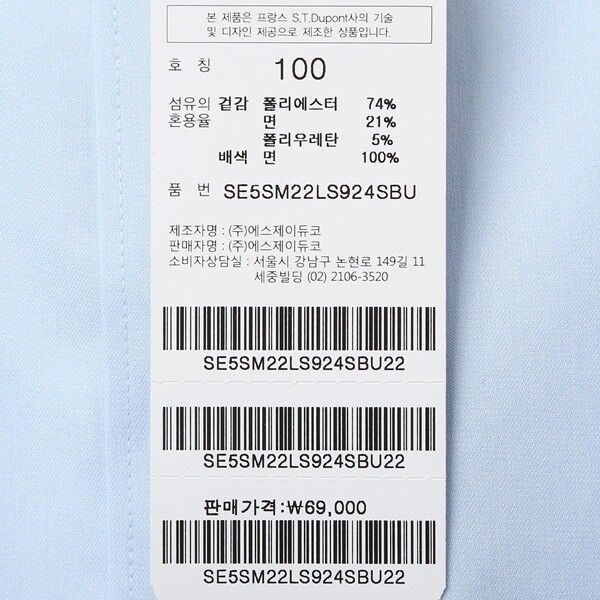 본 제품은 프랑스 S.T.Dupont사의 기술
및 디자인 제공으로 제조한 상품입니다.
호 칭 100
섬유의 겉감 폴리에스터 74%
혼용율 면 21%
폴리우레탄 5%
배색 면 100%
품 번 SE5SM22LS924SBU
제조자명 : (주)에스제이듀코
판매자명 : (주)에스제이듀코
소비자상담실 : 서울시 강남구 논현로 149길 11
세중빌딩 (02) 2106-3520
SE5SM22LS924SBU22
SE5SM22LS924SBU22
판매가격:₩69,000
SE5SM22LS924SBU22